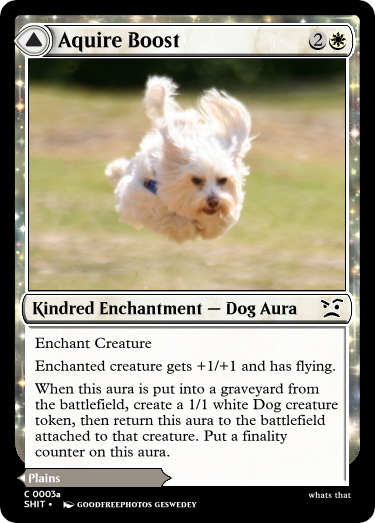 Aquire Boost 2
Kindred Enchantment — Dog Aura
Enchant Creature
Enchanted creature gets +1/+1 and has flying.
When this aura is put into a graveyard from
the battlefield, create a 1/1 white Dog creature
token, then return this aura to the battlefield
attached to that creature. Put a finality
counter on this aura.
Plains
C 0003a
SHIT • GOODFREEPHOTOS GESWEDEY
whats that